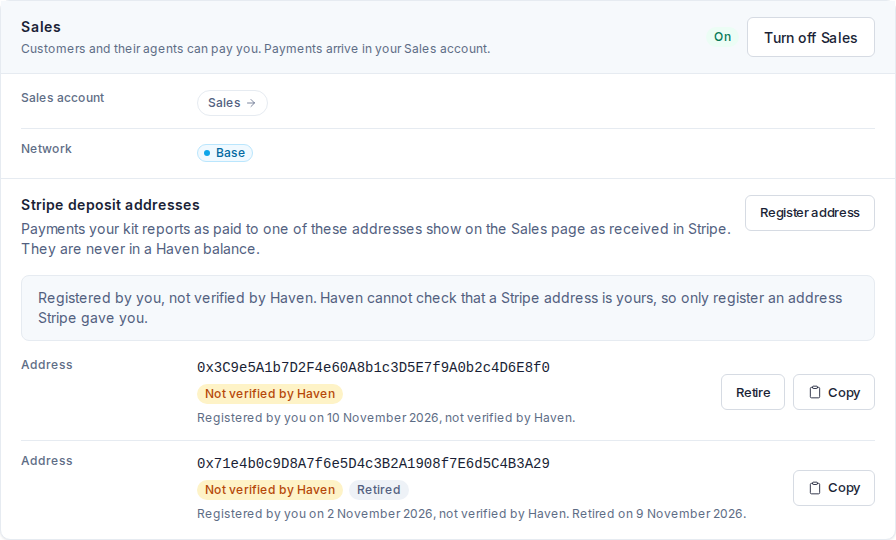 Sales
Customers and their agents can pay you. Payments arrive in your Sales account.
On
Turn off Sales
Sales account
Sales →
Network
Base
Stripe deposit addresses
Register address
Payments your kit reports as paid to one of these addresses show on the Sales page as received in Stripe.
They are never in a Haven balance.
Registered by you, not verified by Haven. Haven cannot check that a Stripe address is yours, so only register an address
Stripe gave you.
Address
0x3C9e5A1b7D2F4e60A8b1c3D5E7f9A0b2c4D6E8f0
Not verified by Haven
Registered by you on 10 November 2026, not verified by Haven.
Retire
Copy
Address
0x71e4b0c9D8A7f6e5D4c3B2A1908f7E6d5C4B3A29
Not verified by Haven
Retired
Registered by you on 2 November 2026, not verified by Haven. Retired on 9 November 2026.
Copy